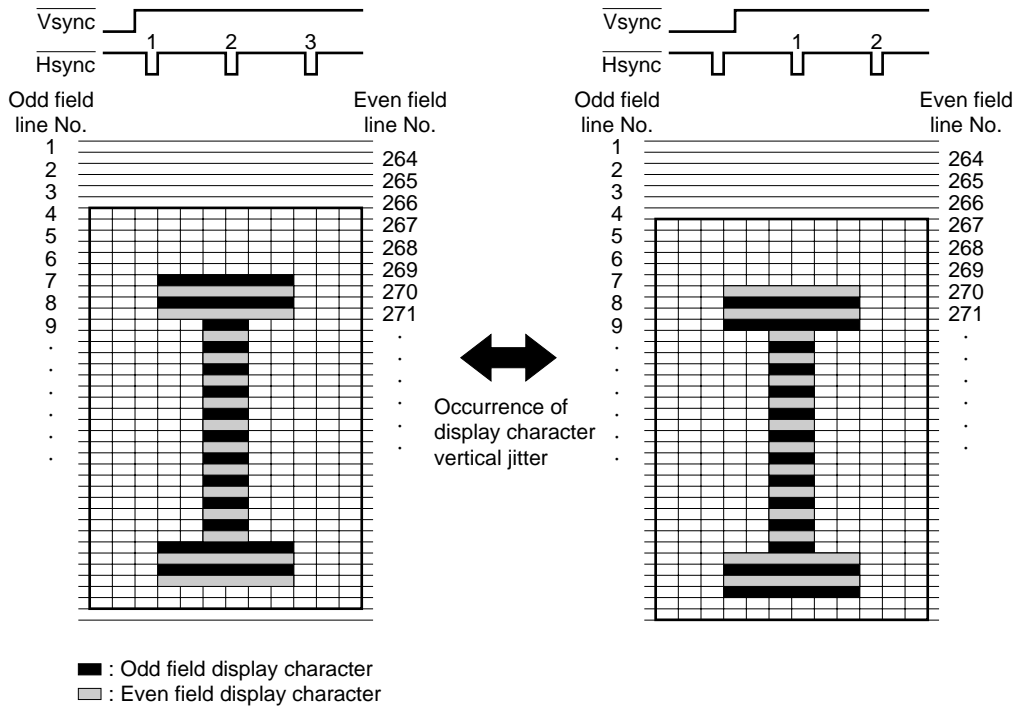 Vsync
1 2 3
Hsync
Odd field
line No.
Even field
line No.
1
2
3
4
5
6
7
8
9
264
265
266
267
268
269
270
271
Occurrence of
display character
vertical jitter
Vsync
1 2
Hsync
Odd field
line No.
Even field
line No.
1
2
3
4
5
6
7
8
9
264
265
266
267
268
269
270
271
: Odd field display character
: Even field display character